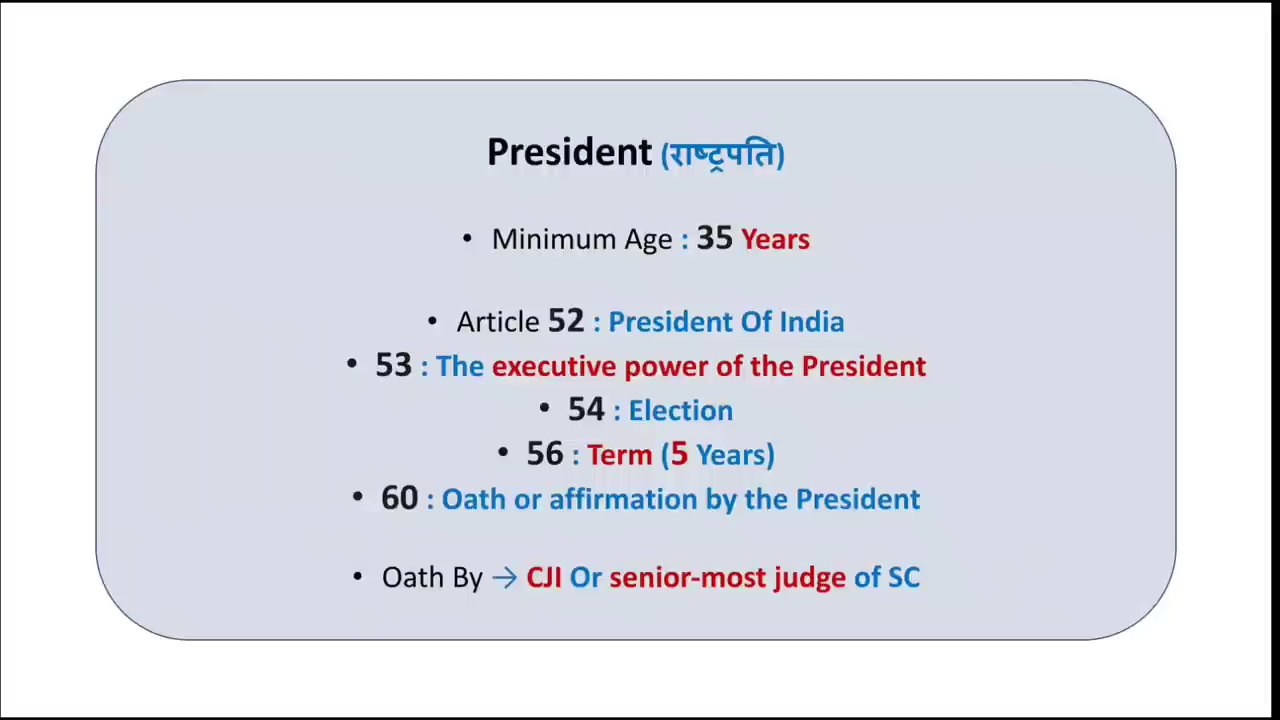 President (राष्ट्रपति)
• Minimum Age : 35 Years
• Article 52 : President Of India
• 53 : The executive power of the President
• 54 : Election
• 56 : Term (5 Years)
• 60 : Oath or affirmation by the President
• Oath By → CJI Or senior-most judge of SC